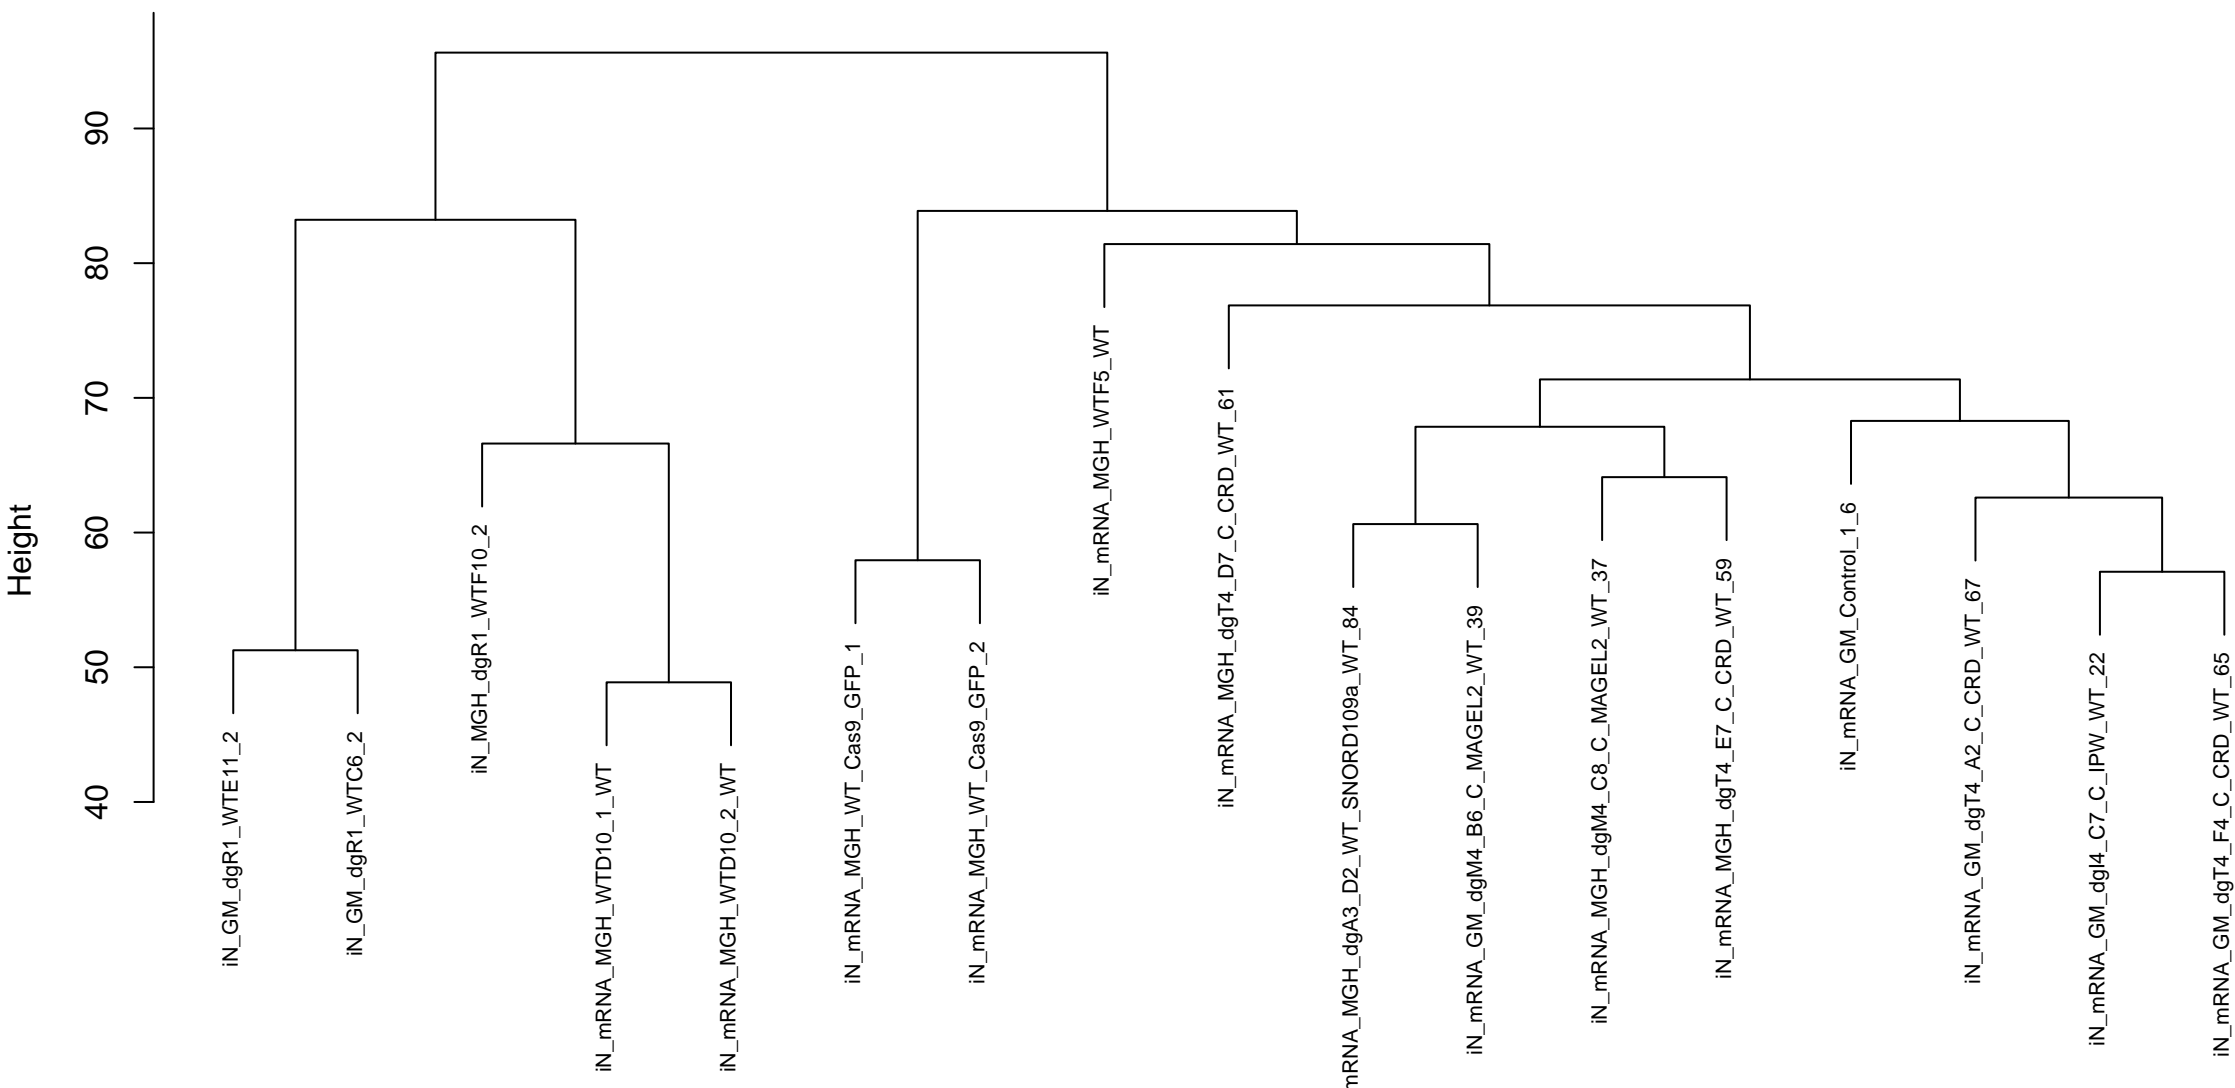 Height
90
80
70
60
50
40
iN_GM_dgR1_WTE11_2
iN_GM_dgR1_WTC6_2
iN_MGH_dgR1_WTF10_2
iN_mRNA_MGH_WTD10_1_WT
iN_mRNA_MGH_WTD10_2_WT
iN_mRNA_MGH_WT_Cas9_GFP_1
iN_mRNA_MGH_WT_Cas9_GFP_2
iN_mRNA_MGH_WTF5_WT
iN_mRNA_MGH_dgT4_D7_C_CRD_WT_61
mRNA_MGH_dgA3_D2_WT_SNORD109a_WT_84
iN_mRNA_GM_dgM4_B6_C_MAGEL2_WT_39
iN_mRNA_MGH_dgM4_C8_C_MAGEL2_WT_37
iN_mRNA_MGH_dgT4_E7_C_CRD_WT_59
iN_mRNA_GM_Control_1_6
iN_mRNA_GM_dgT4_A2_C_CRD_WT_67
iN_mRNA_GM_dgI4_C7_C_IPW_WT_22
iN_mRNA_GM_dgT4_F4_C_CRD_WT_65